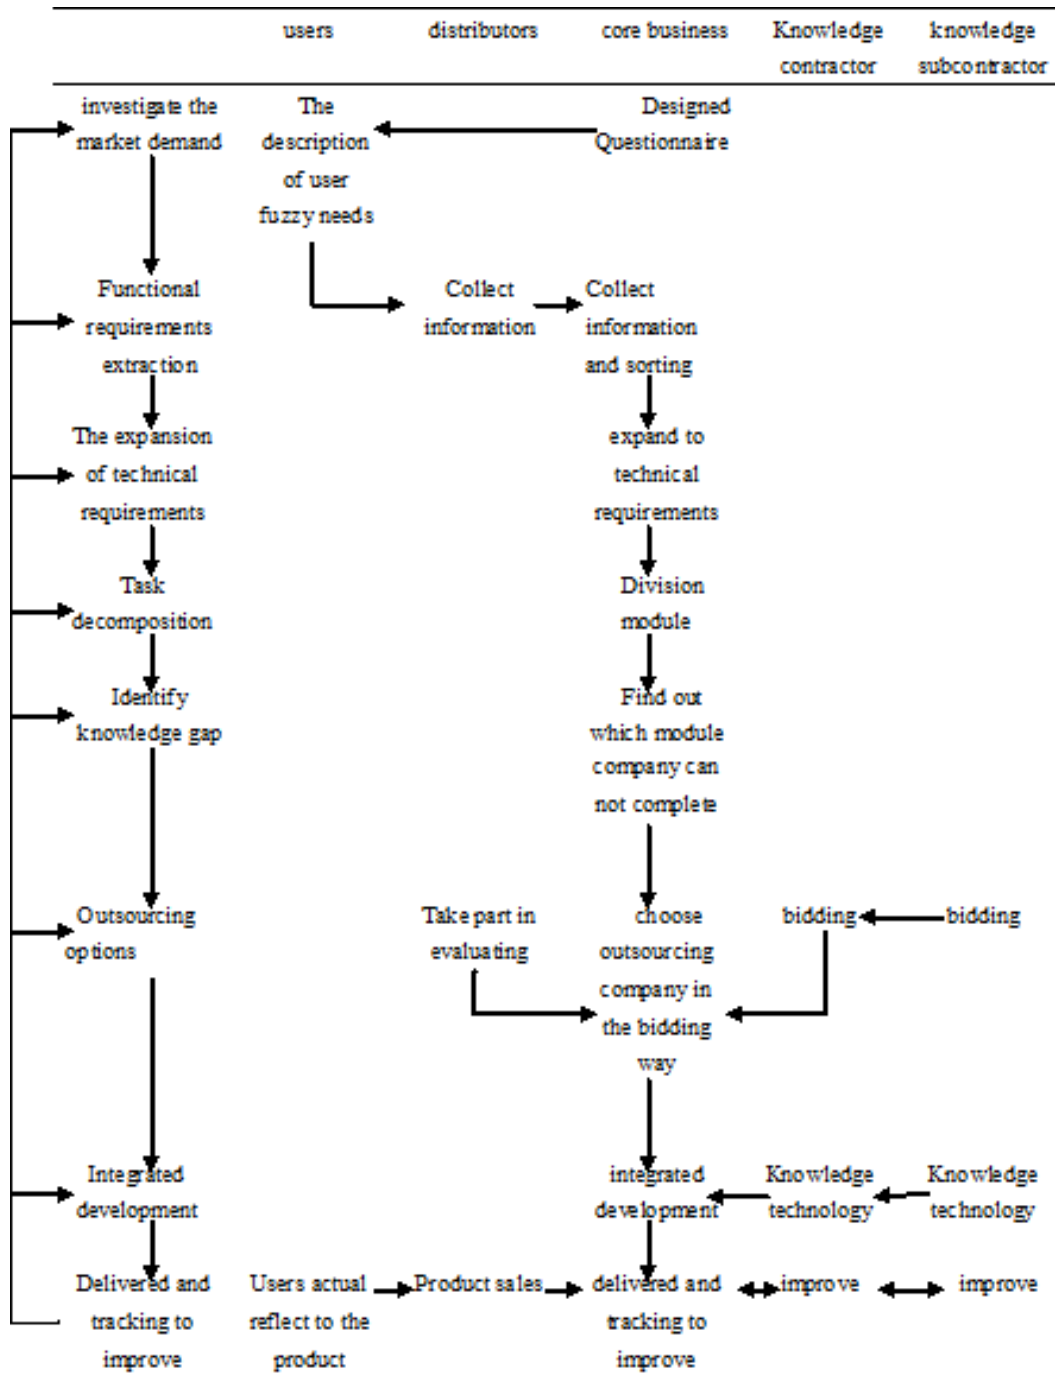 users distributors core business Knowledge knowledge
contractor subcontractor
investigate the The Designed
market demand description Questionnaire
of user
fuzzy needs
Functional Collect Collect
requirements information information
extraction and sorting
The expansion expand to
of technical technical
requirements requirements
Task Division
decomposition module
Identify Find out
knowledge gap which module
company can
not complete
Outsourcing Take part in choose bidding bidding
options evaluating outsourcing
company in
the bidding
way
Integrated integrated Knowledge Knowledge
development development technology technology
Delivered and Users actual Product sales delivered and improve improve
tracking to reflect to the tracking to
improve product improve